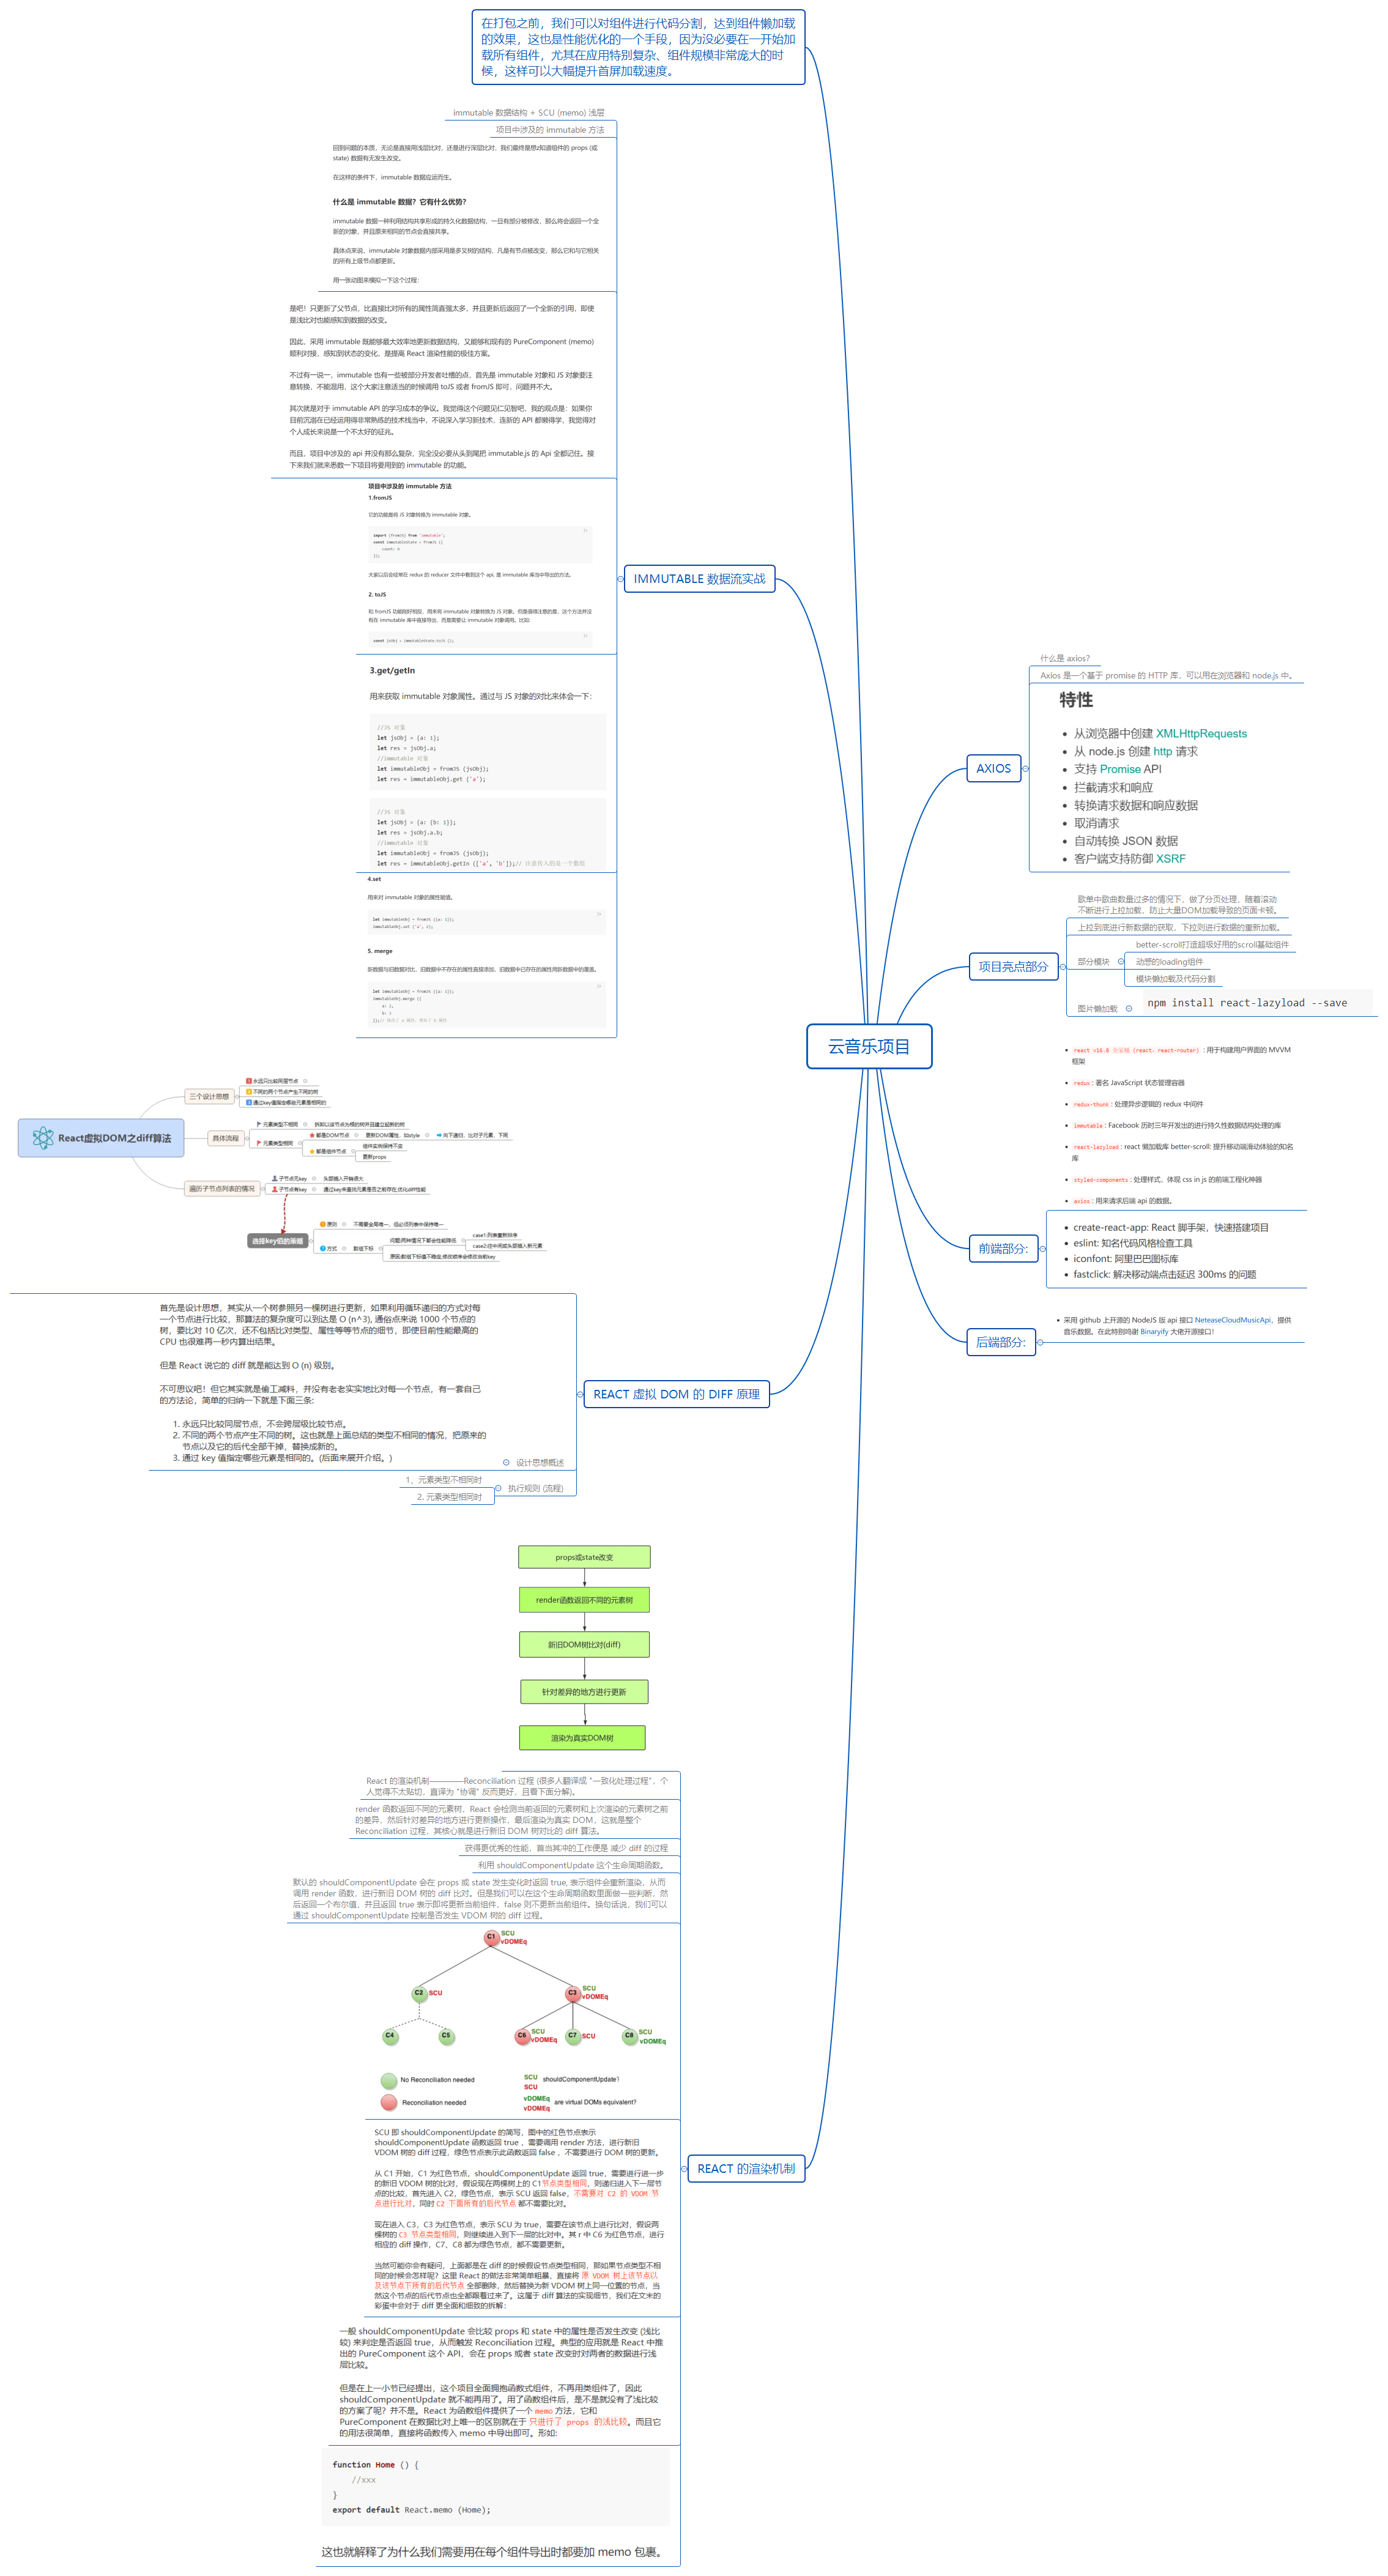 在打包之前，我们可以对组件进行代码分割，达到组件懒加载
的效果，这也是性能优化的一个手段，因为没必要在一开始加
载所有组件，尤其在应用特别复杂、组件规模非常庞大的时
候，这样可以大幅提升首屏加载速度。
immutable 数据结构 + SCU (memo) 浅层
项目中涉及的 immutable 方法
回到问题的本质，无论是直接用浅层比对，还是进行深层比对，我们最终是想z知道组件的 props (或
state) 数据有无发生改变。
在这样的条件下，immutable 数据应运而生。
什么是 immutable 数据？它有什么优势？
immutable 数据一种利用结构共享形成的持久化数据结构，一旦有部分被修改，那么将会返回一个全
新的对象，并且原来相同的节点会直接共享。
具体点来说，immutable 对象数据内部采用是多叉树的结构，凡是有节点被改变，那么它和与它相关
的所有上级节点都更新。
用一张动图来模拟一下这个过程：
是吧！只更新了父节点，比直接比对所有的属性简直强太多，并且更新后返回了一个全新的引用，即使
是浅比对也能感知到数据的改变。
因此，采用 immutable 既能够最大效率地更新数据结构，又能够和现有的 PureComponent (memo)
顺利对接，感知到状态的变化，是提高 React 渲染性能的极佳方案。
不过有一说一，immutable 也有一些被部分开发者吐槽的点，首先是 immutable 对象和 JS 对象要注
意转换，不能混用，这个大家注意适当的时候调用 toJS 或者 fromJS 即可，问题并不大。
其次就是对于 immutable API 的学习成本的争议。我觉得这个问题见仁见智吧，我的观点是：如果你
目前沉溺在已经运用得非常熟练的技术栈当中，不说深入学习新技术，连新的 API 都懒得学，我觉得对
个人成长来说是一个不太好的征兆。
而且，项目中涉及的 api 并没有那么复杂，完全没必要从头到尾把 immutable.js 的 Api 全都记住。接
下来我们就来悉数一下项目将要用到的 immutable 的功能。
项目中涉及的 immutable 方法
1.fromJS
它的功能是将 JS 对象转换为 immutable 对象。
import {fromJS} from 'immutable';
const immutableState = fromJS ({
count: 0
});
大家以后会经常在 redux 的 reducer 文件中看到这个 api, 是 immutable 库当中导出的方法。
2. toJS
和 fromJS 功能刚好相反，用来将 immutable 对象转换为 JS 对象。但是值得注意的是，这个方法并没
有在 immutable 库中直接导出，而是需要让 immutable 对象调用。比如:
const jsObj = immutableState.toJS ();
3.get/getIn
用来获取 immutable 对象属性。通过与 JS 对象的对比来体会一下：
//JS 对象
let jsObj = {a: 1};
let res = jsObj.a;
//immutable 对象
let immutableObj = fromJS (jsObj);
let res = immutableObj.get ('a');
//JS 对象
let jsObj = {a: {b: 1}};
let res = jsObj.a.b;
//immutable 对象
let immutableObj = fromJS (jsObj);
let res = immutableObj.getIn (['a', 'b']);// 注意传入的是一个数组
4.set
用来对 immutable 对象的属性赋值。
let immutableObj = fromJS ({a: 1});
immutableObj.set ('a', 2);
5. merge
新数据与旧数据对比，旧数据中不存在的属性直接添加，旧数据中已存在的属性用新数据中的覆盖。
let immutableObj = fromJS ({a: 1});
immutableObj.merge ({
a: 2,
b: 3
});// 修改了 a 属性，增加了 b 属性
IMMUTABLE 数据流实战
什么是 axios？
Axios 是一个基于 promise 的 HTTP 库，可以用在浏览器和 node.js 中。
特性
从浏览器中创建 XMLHttpRequests
从 node.js 创建 http 请求
支持 Promise API
拦截请求和响应
转换请求数据和响应数据
取消请求
自动转换 JSON 数据
客户端支持防御 XSRF
AXIOS
歌单中歌曲数量过多的情况下，做了分页处理，随着滚动
不断进行上拉加载，防止大量DOM加载导致的页面卡顿。
上拉到底进行新数据的获取，下拉则进行数据的重新加载。
better-scroll打造超级好用的scroll基础组件
部分模块
动感的loading组件
模块懒加载及代码分割
图片懒加载
npm install react-lazyload --save
项目亮点部分
云音乐项目
react v16.8 全家桶 (react, react-router) : 用于构建用户界面的 MVVM
框架
redux : 著名 JavaScript 状态管理容器
redux-thunk : 处理异步逻辑的 redux 中间件
immutable : Facebook 历时三年开发出的进行持久性数据结构处理的库
react-lazyload : react 懒加载库 better-scroll: 提升移动端滑动体验的知名
库
styled-components : 处理样式、体现 css in js 的前端工程化神器
axios : 用来请求后端 api 的数据。
create-react-app: React 脚手架，快速搭建项目
eslint: 知名代码风格检查工具
iconfont: 阿里巴巴图标库
fastclick: 解决移动端点击延迟 300ms 的问题
前端部分:
采用 github 上开源的 NodeJS 版 api 接口 NeteaseCloudMusicApi，提供
音乐数据。在此特别鸣谢 Binaryify 大佬开源接口！
后端部分:
React虚拟DOM之diff算法
三个设计思想
永远只比较同层节点
不同的两个节点产生不同的树
通过key值指定哪些元素是相同的
具体流程
元素类型不相同
拆卸以该节点为根的树并且建立起新的树
元素类型相同
都是DOM节点
更新DOM属性，如style
向下递归，比对子元素，下同
都是组件节点
组件实例保持不变
更新props
遍历子节点列表的情况
子节点无key
头部插入开销很大
子节点有key
通过key来查找元素是否之前存在,优化diff性能
选择key值的策略
原则
不需要全局唯一，但必须列表中保持唯一
方式
数组下标
问题:两种情况下都会性能降低
case1:列表重新排序
case2:往中间或头部插入新元素
原因:数组下标值不稳定,修改顺序会修改当前key
首先是设计思想，其实从一个树参照另一棵树进行更新，如果利用循环递归的方式对每
一个节点进行比较，那算法的复杂度可以到达是 O (n^3), 通俗点来说 1000 个节点的
树，要比对 10 亿次，还不包括比对类型、属性等等节点的细节，即使目前性能最高的
CPU 也很难再一秒内算出结果。
但是 React 说它的 diff 就是能达到 O (n) 级别。
不可思议吧！但它其实就是偷工减料，并没有老老实实地比对每一个节点，有一套自己
的方法论，简单的归纳一下就是下面三条:
1. 永远只比较同层节点，不会跨层级比较节点。
2. 不同的两个节点产生不同的树。这也就是上面总结的类型不相同的情况，把原来的
节点以及它的后代全部干掉，替换成新的。
3. 通过 key 值指定哪些元素是相同的。(后面来展开介绍。)
设计思想概述
1、元素类型不相同时
2. 元素类型相同时
执行规则 (流程)
REACT 虚拟 DOM 的 DIFF 原理
props或state改变
render函数返回不同的元素树
新旧DOM树比对(diff)
针对差异的地方进行更新
渲染为真实DOM树
React 的渲染机制————Reconciliation 过程 (很多人翻译成 "一致化处理过程"，个
人觉得不太贴切，直译为 "协调" 反而更好，且看下面分解)。
render 函数返回不同的元素树，React 会检测当前返回的元素树和上次渲染的元素树之前
的差异，然后针对差异的地方进行更新操作，最后渲染为真实 DOM，这就是整个
Reconciliation 过程，其核心就是进行新旧 DOM 树对比的 diff 算法。
获得更优秀的性能，首当其冲的工作便是 减少 diff 的过程
利用 shouldComponentUpdate 这个生命周期函数。
默认的 shouldComponentUpdate 会在 props 或 state 发生变化时返回 true, 表示组件会重新渲染，从而
调用 render 函数，进行新旧 DOM 树的 diff 比对。但是我们可以在这个生命周期函数里面做一些判断，然
后返回一个布尔值，并且返回 true 表示即将更新当前组件，false 则不更新当前组件。换句话说，我们可以
通过 shouldComponentUpdate 控制是否发生 VDOM 树的 diff 过程。
C1 SCU
vDOMEq
C2 SCU
C3 SCU
vDOMEq
C4
C5
C6 SCU
vDOMEq
C7 SCU
C8 SCU
vDOMEq
No Reconciliation needed
Reconciliation needed
SCU
SCU
shouldComponentUpdate?
vDOMEq
vDOMEq
are virtual DOMs equivalent?
SCU 即 shouldComponentUpdate 的简写，图中的红色节点表示
shouldComponentUpdate 函数返回 true ，需要调用 render 方法，进行新旧
VDOM 树的 diff 过程，绿色节点表示此函数返回 false ，不需要进行 DOM 树的更新。
从 C1 开始，C1 为红色节点，shouldComponentUpdate 返回 true，需要进行进一步
的新旧 VDOM 树的比对，假设现在两棵树上的 C1节点类型相同，则递归进入下一层节
点的比较，首先进入 C2，绿色节点，表示 SCU 返回 false，不需要对 C2 的 VDOM 节
点进行比对，同时 C2 下面所有的后代节点 都不需要比对。
现在进入 C3，C3 为红色节点，表示 SCU 为 true，需要在该节点上进行比对，假设两
棵树的 C3 节点类型相同，则继续进入到下一层的比对中。其 r 中 C6 为红色节点，进行
相应的 diff 操作，C7、C8 都为绿色节点，都不需要更新。
当然可能你会有疑问，上面都是在 diff 的时候假设节点类型相同，那如果节点类型不相
同的时候会怎样呢？这里 React 的做法非常简单粗暴，直接将 原 VDOM 树上该节点以
及该节点下所有的后代节点 全部删除，然后替换为新 VDOM 树上同一位置的节点，当
然这个节点的后代节点也全都跟着过来了。这属于 diff 算法的实现细节，我们在文末的
彩蛋中会对于 diff 更全面和细致的拆解：
一般 shouldComponentUpdate 会比较 props 和 state 中的属性是否发生改变 (浅比
较) 来判定是否返回 true，从而触发 Reconciliation 过程。典型的应用就是 React 中推
出的 PureComponent 这个 API，会在 props 或者 state 改变时对两者的数据进行浅
层比较。
但是在上一小节已经提出，这个项目全面拥抱函数式组件，不再用类组件了，因此
shouldComponentUpdate 就不能再用了。用了函数组件后，是不是就没有了浅比较
的方案了呢？并不是。React 为函数组件提供了一个 memo 方法，它和
PureComponent 在数据比对上唯一的区别就在于 只进行了 props 的浅比较。而且它
的用法很简单，直接将函数传入 memo 中导出即可。形如:
function Home () {
//xxx
}
export default React.memo (Home);
这也就解释了为什么我们需要用在每个组件导出时都要加 memo 包裹。
REACT 的渲染机制